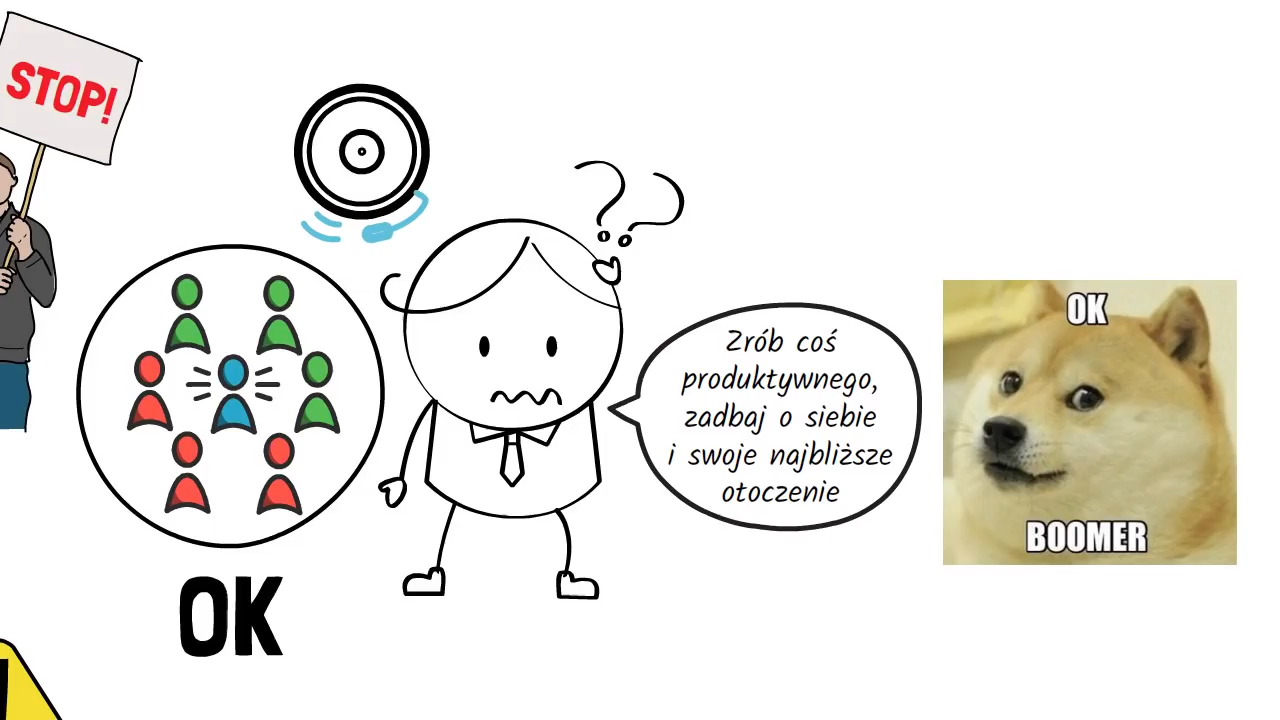 STOP!
OK
Zrób coś
produktywnego,
zadbaj o siebie
i swoje najbliższe
otoczenie
OK
BOOMER